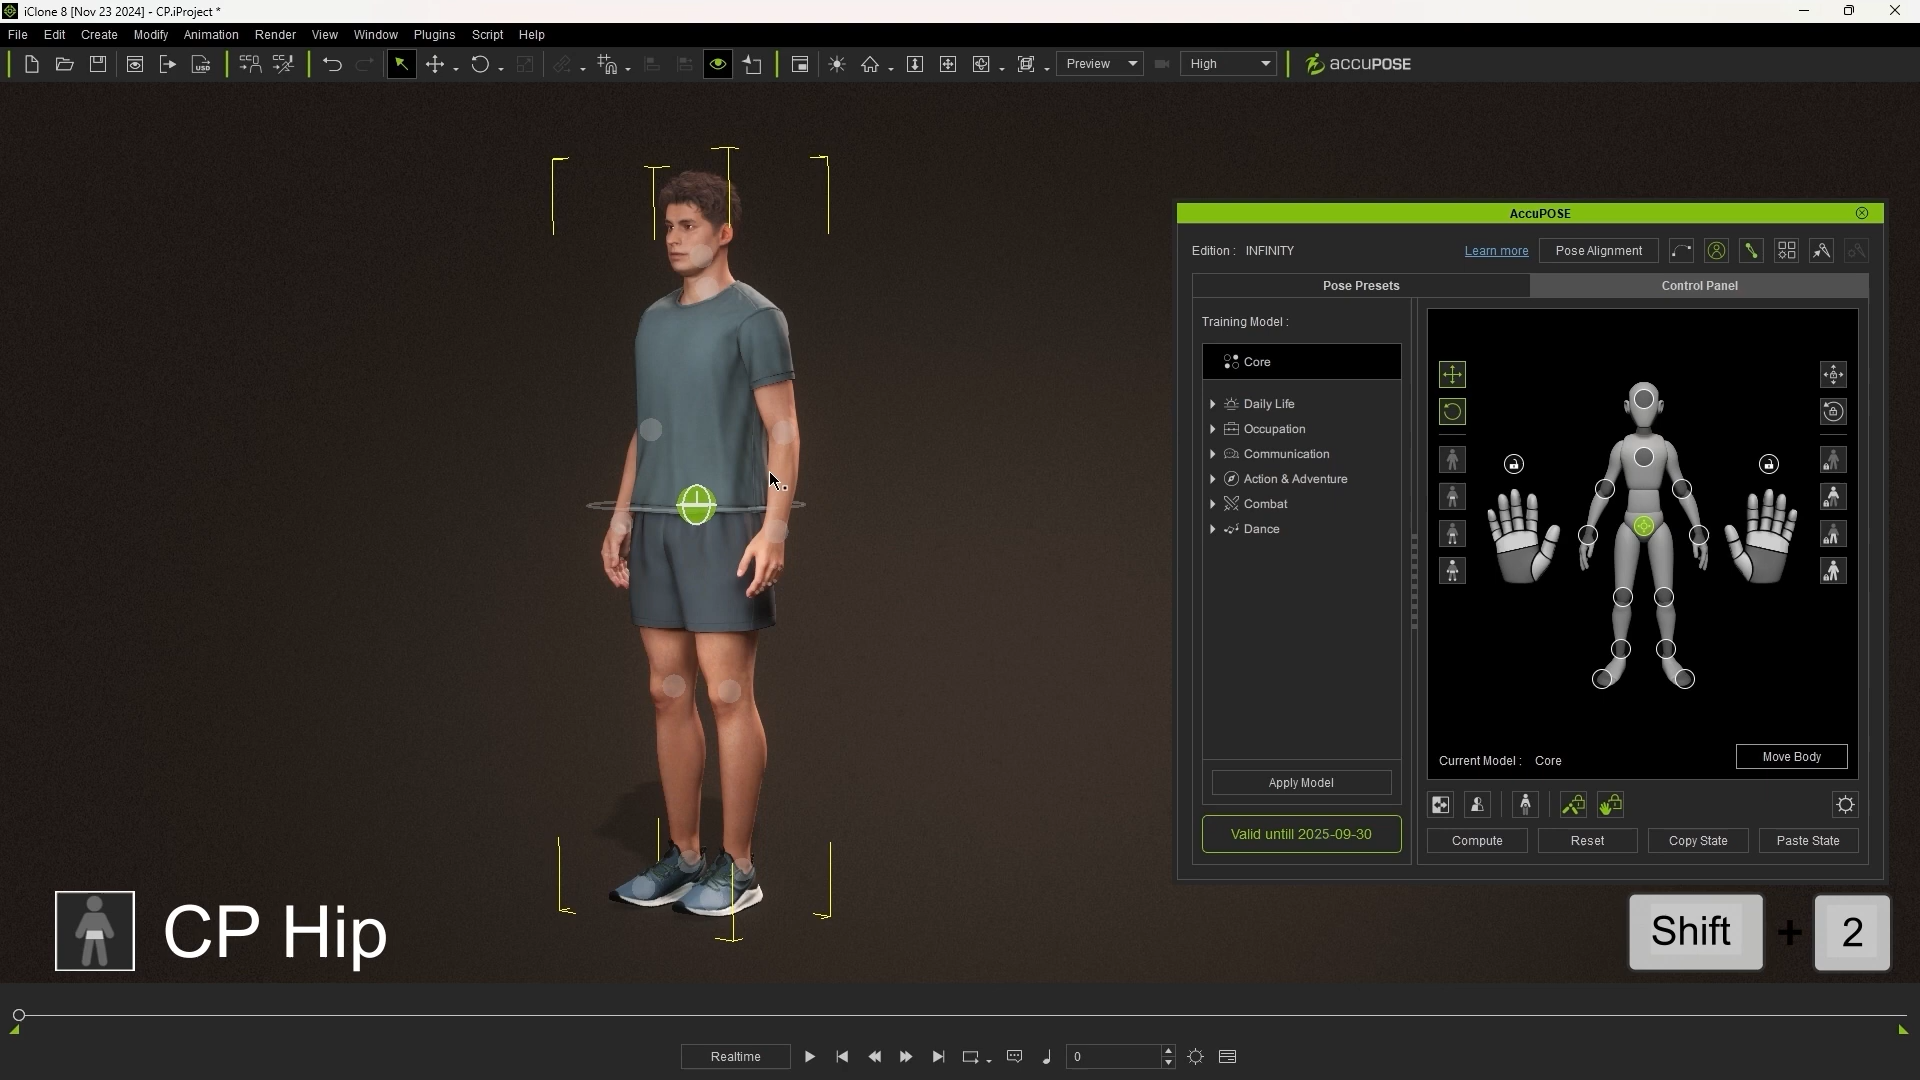 iClone 8 [Nov 23 2024] - CP.iProject *
File Edit Create Modify Animation Render View Window Plugins Script Help
USD Preview High accuPOSE
AccuPOSE
Edition : INFINITY Learn more Pose Alignment
Pose Presets Control Panel
Training Model :
Core
Daily Life
Occupation
Communication
Action & Adventure
Combat
Dance
Current Model : Core Move Body
Apply Model
Valid untill 2025-09-30
Compute Reset Copy State Paste State
CP Hip
Shift + 2
Realtime 0